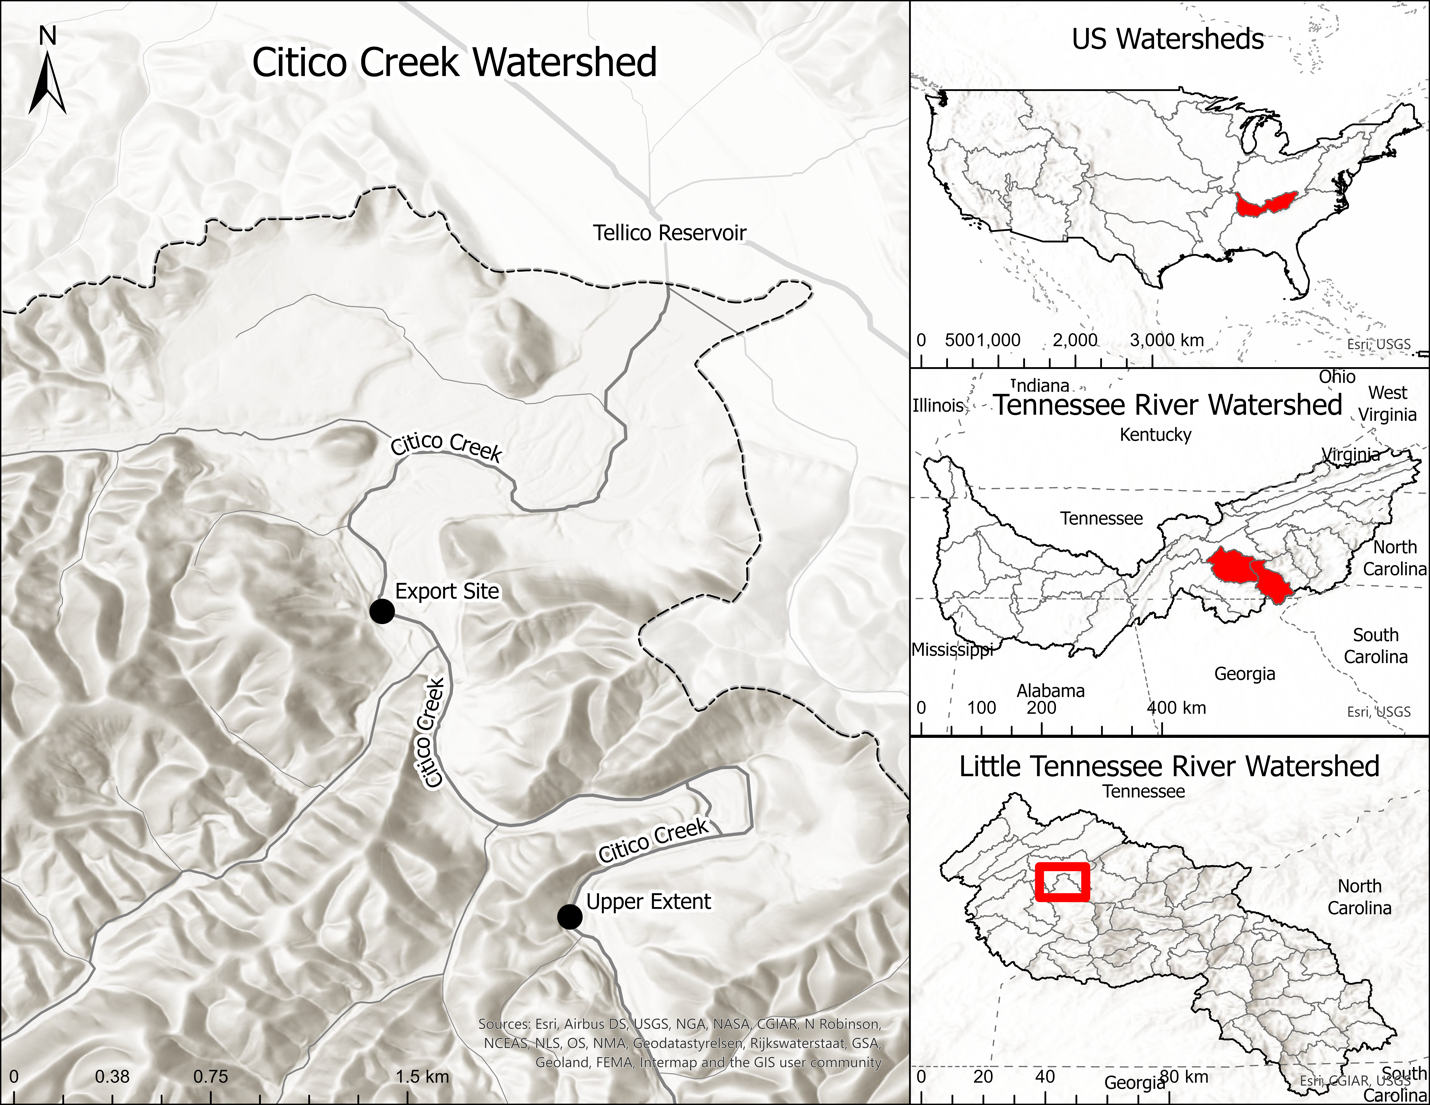 N
Citico Creek Watershed
Tellico Reservoir
Citico Creek
Export Site
Citico Creek
Citico Creek
Upper Extent
Sources: Esri, Airbus DS, USGS, NGA, NASA, CGIAR, N Robinson,
NCEAS, NLS, OS, NMA, Geodatastyrelsen, Rijkswaterstaat, GSA,
Geoland, FEMA, Intermap and the GIS user community
0 0.38 0.75 1.5 km
US Watersheds
0 500 1,000 2,000 3,000 km
Esri, USGS
Indiana
Ohio
Illinois
West
Virginia
Tennessee River Watershed
Kentucky
Virginia
Tennessee
North
Carolina
Mississippi
South
Carolina
Georgia
Alabama
0 100 200 400 km
Esri, USGS
Little Tennessee River Watershed
Tennessee
North
Carolina
0 20 40 80 km
Georgia
Esri, CGIAR, USGS
South
Carolina